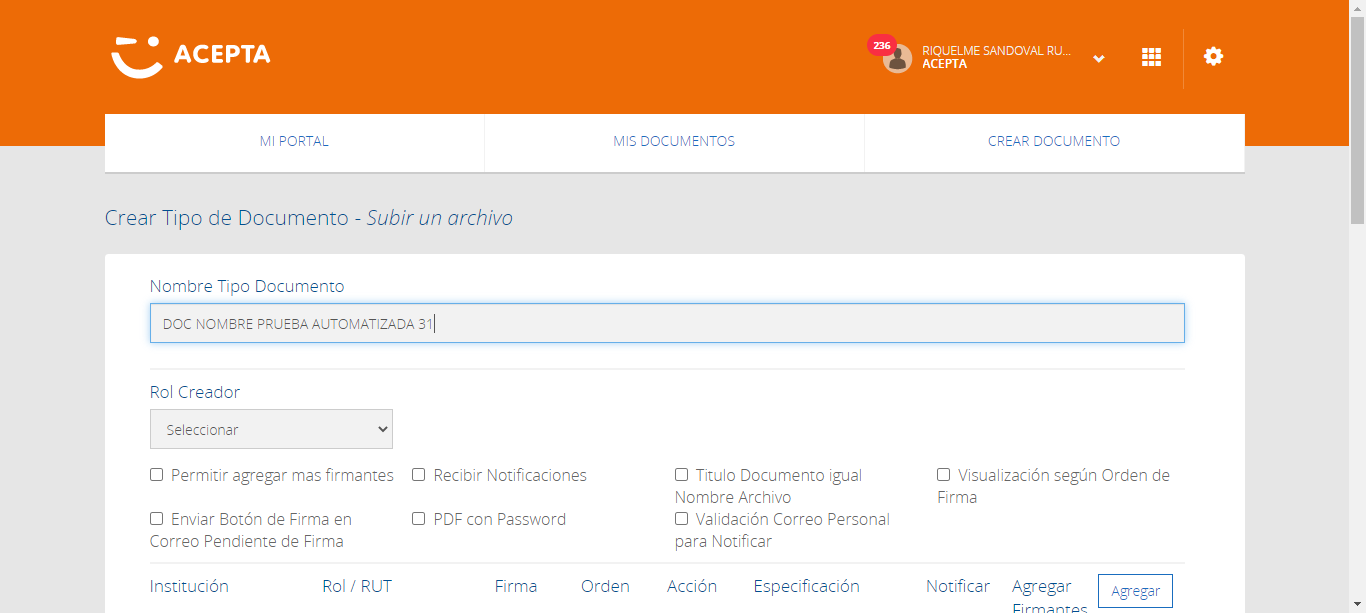 ACEPTA
236
RIQUELME SANDOVAL RU...
ACEPTA
MI PORTAL
MIS DOCUMENTOS
CREAR DOCUMENTO
Crear Tipo de Documento - Subir un archivo
Nombre Tipo Documento
DOC NOMBRE PRUEBA AUTOMATIZADA 31
Rol Creador
Seleccionar
Permitir agregar mas firmantes
Recibir Notificaciones
Titulo Documento igual
Nombre Archivo
Visualización según Orden de
Firma
Enviar Botón de Firma en
Correo Pendiente de Firma
PDF con Password
Validación Correo Personal
para Notificar
Institución
Rol / RUT
Firma
Orden
Acción
Especificación
Notificar
Agregar
Firmantes
Agregar